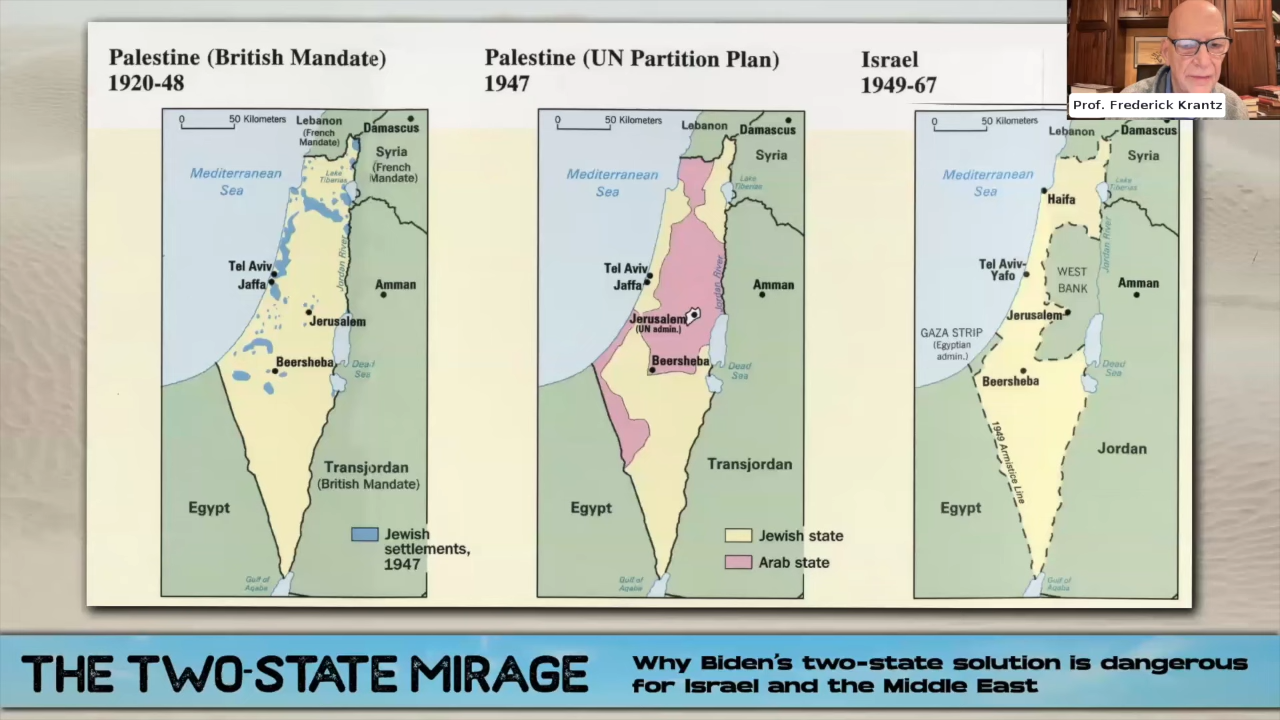 Palestine (British Mandate)
1920-48
0 50 Kilometers
Lebanon
(French
Mandate)
Damascus
Syria
(French
Mandate)
Mediterranean
Sea
Lake
Tiberias
Jordan River
Tel Aviv
Jaffa
Amman
Jerusalem
Beersheba
Dead
Sea
Transjordan
(British Mandate)
Egypt
Jewish
settlements,
1947
Gulf of
Aqaba
Palestine (UN Partition Plan)
1947
0 50 Kilometers
Lebanon
Damascus
Syria
Mediterranean
Sea
Lake
Tiberias
Jordan River
Tel Aviv
Jaffa
Amman
Jerusalem
(UN admin.)
Beersheba
Dead
Sea
Transjordan
Egypt
Jewish state
Arab state
Gulf of
Aqaba
Israel
1949-67
0 50 Kilometers
Lebanon
Damascus
Syria
Mediterranean
Sea
Lake
Tiberias
Haifa
Jordan River
Tel Aviv-
Yafo
WEST
BANK
Amman
Jerusalem
GAZA STRIP
(Egyptian
admin.)
Dead
Sea
Beersheba
1949 Armistice Line
Jordan
Egypt
Gulf of
Aqaba
Prof. Frederick Krantz
THE TWO-STATE MIRAGE
Why Biden's two-state solution is dangerous
for Israel and the Middle East